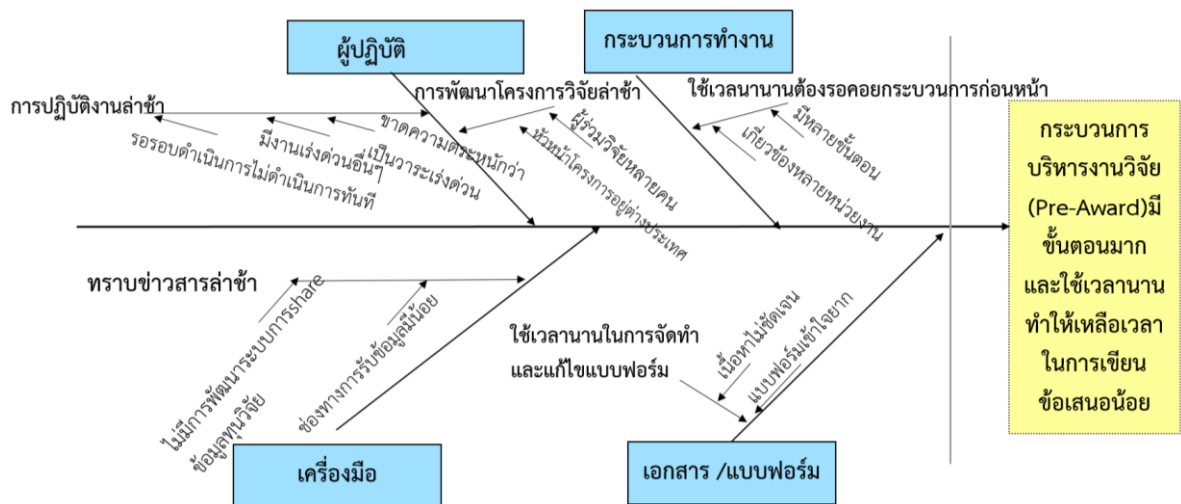 ผู้ปฏิบัติ
กระบวนการทำงาน
การปฏิบัติงานล่าช้า
รอรอบดำเนินการไม่ดำเนินการทันที
มีงานเร่งด่วนอื่นๆ
ขาดความตระหนักว่า
เป็นวาระเร่งด่วน
การพัฒนาโครงการวิจัยล่าช้า
ผู้ร่วมวิจัยหลายคน
หัวหน้าโครงการอยู่ต่างประเทศ
ใช้เวลานานต้องรอคอยกระบวนการก่อนหน้า
มีหลายขั้นตอน
เกี่ยวข้องหลายหน่วยงาน
กระบวนการ
บริหารงานวิจัย
(Pre-Award)มี
ขั้นตอนมาก
และใช้เวลานาน
ทำให้เหลือเวลา
ในการเขียน
ข้อเสนอน้อย
ทราบข่าวสารล่าช้า
ไม่มีการพัฒนาระบบการshare
ข้อมูลทุนวิจัย
ช่องทางการรับข้อมูลมีน้อย
ใช้เวลานานในการจัดทำ
และแก้ไขแบบฟอร์ม
เนื้อหาไม่ชัดเจน
แบบฟอร์มเข้าใจยาก
เครื่องมือ
เอกสาร /แบบฟอร์ม